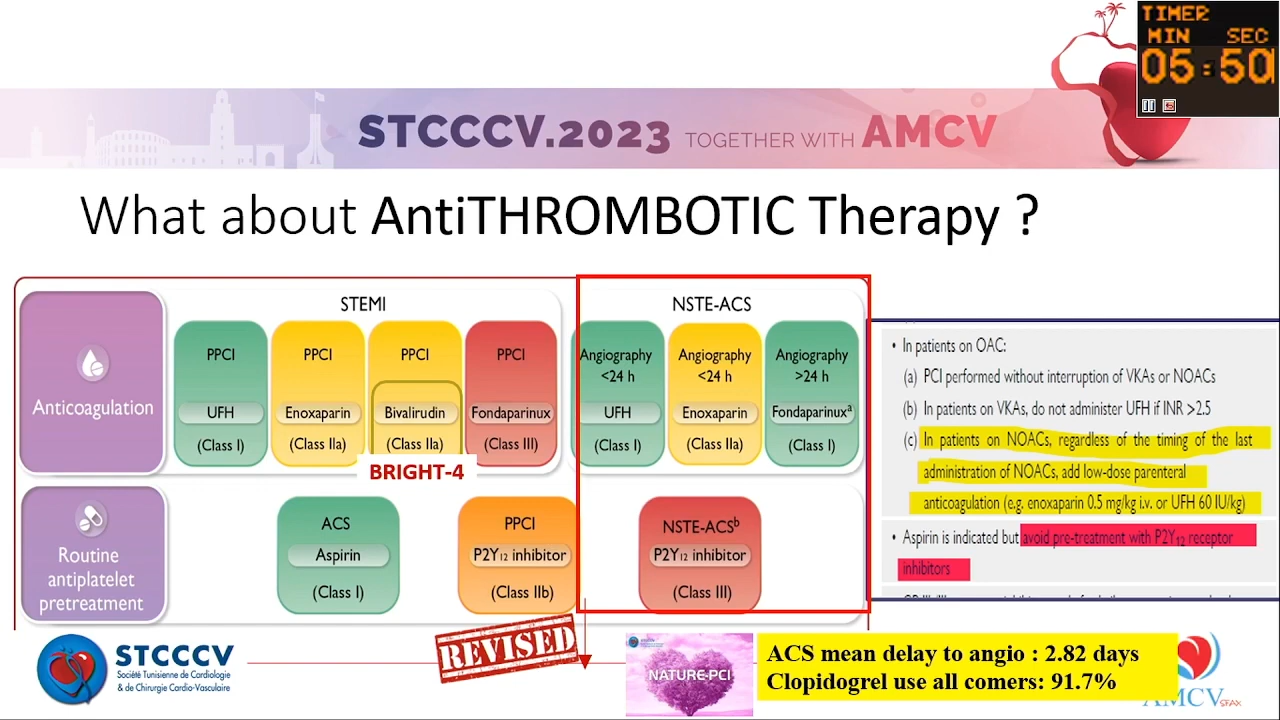 TIMER
MIN SEC
05:50
STCCCV.2023 TOGETHER WITH AMCV
What about AntiTHROMBOTIC Therapy ?
Anticoagulation
STEMI
PPCI
UFH
(Class I)
PPCI
Enoxaparin
(Class IIa)
PPCI
Bivalirudin
(Class IIa)
PPCI
Fondaparinux
(Class III)
BRIGHT-4
NSTE-ACS
Angiography
<24 h
UFH
(Class I)
Angiography
<24 h
Enoxaparin
(Class IIa)
Angiography
>24 h
Fondaparinuxᵃ
(Class I)
Routine
antiplatelet
pretreatment
ACS
Aspirin
(Class I)
PPCI
P2Y₁₂ inhibitor
(Class IIb)
NSTE-ACSᵇ
P2Y₁₂ inhibitor
(Class III)
• In patients on OAC:
(a) PCI performed without interruption of VKAs or NOACs
(b) In patients on VKAs, do not administer UFH if INR >2.5
(c) In patients on NOACs, regardless of the timing of the last
administration of NOACs, add low-dose parenteral
anticoagulation (e.g. enoxaparin 0.5 mg/kg i.v. or UFH 60 IU/kg)
• Aspirin is indicated but avoid pre-treatment with P2Y₁₂ receptor
inhibitors
REVISED
STCCCV
Société Tunisienne de Cardiologie
& de Chirurgie Cardio-Vasculaire
NATURE-PCI
ACS mean delay to angio : 2.82 days
Clopidogrel use all comers: 91.7%
AMCV SFAX